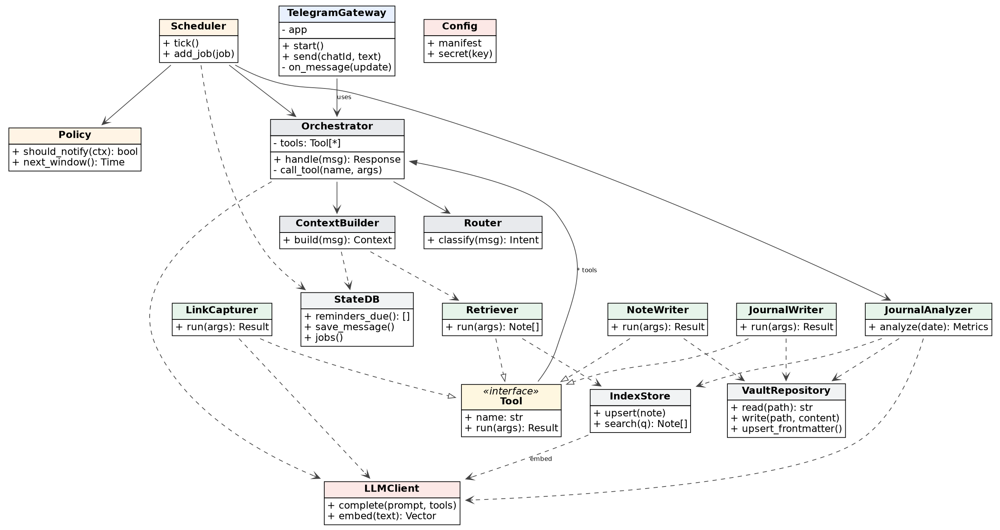 TelegramGateway
- app
+ start()
+ send(chatId, text)
- on_message(update)
Scheduler
+ tick()
+ add_job(job)
Config
+ manifest
+ secret(key)
uses
Policy
+ should_notify(ctx): bool
+ next_window(): Time
Orchestrator
- tools: Tool[*]
+ handle(msg): Response
- call_tool(name, args)
ContextBuilder
+ build(msg): Context
Router
+ classify(msg): Intent
* tools
LinkCapturer
+ run(args): Result
StateDB
+ reminders_due(): []
+ save_message()
+ jobs()
Retriever
+ run(args): Note[]
NoteWriter
+ run(args): Result
JournalWriter
+ run(args): Result
JournalAnalyzer
+ analyze(date): Metrics
«interface»
Tool
+ name: str
+ run(args): Result
IndexStore
+ upsert(note)
+ search(q): Note[]
VaultRepository
+ read(path): str
+ write(path, content)
+ upsert_frontmatter()
embed
LLMClient
+ complete(prompt, tools)
+ embed(text): Vector